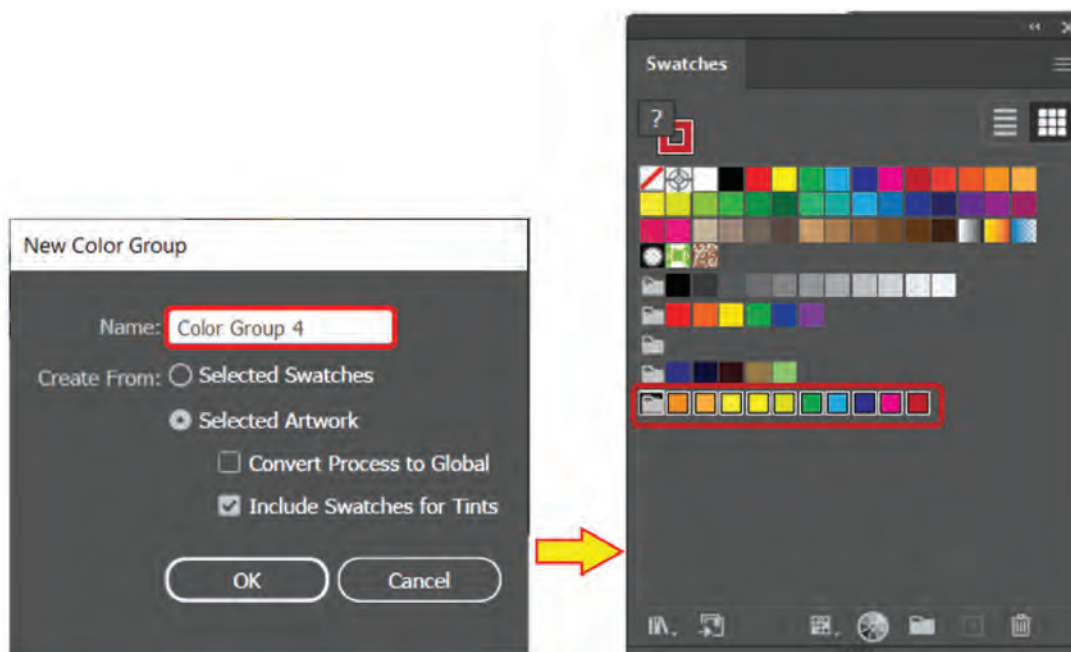 New Color Group
Name: Color Group 4
Create From: Selected Swatches
Selected Artwork
Convert Process to Global
Include Swatches for Tints
OK Cancel
Swatches
?